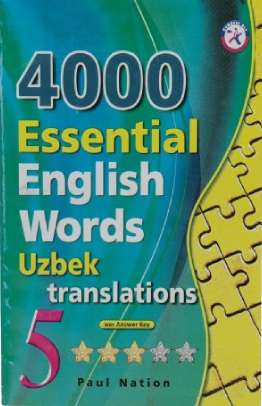 4000
Essential
English
Words
Uzbek
translations
5
with Answer Key
Paul Nation